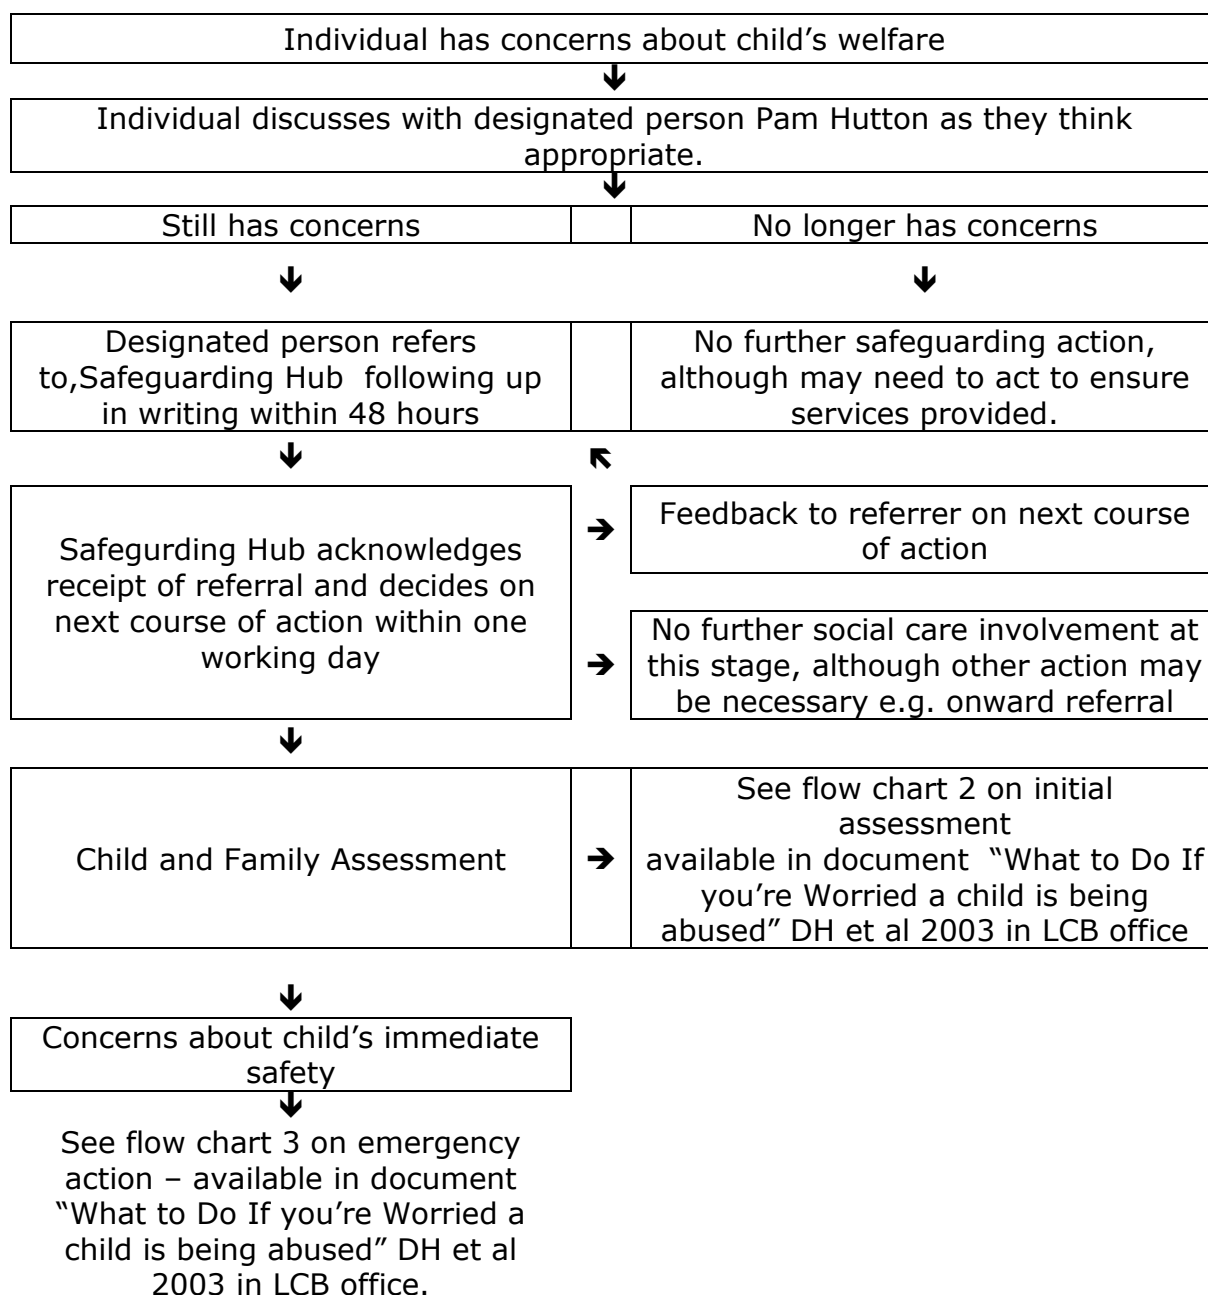 Individual has concerns about child’s welfare
Individual discusses with designated person Pam Hutton as they think
appropriate.
Still has concerns
No longer has concerns
Designated person refers
to,Safeguarding Hub  following up
in writing within 48 hours
No further safeguarding action,
although may need to act to ensure
services provided.
Safegurding Hub acknowledges
receipt of referral and decides on
next course of action within one
working day
Feedback to referrer on next course
of action
No further social care involvement at
this stage, although other action may
be necessary e.g. onward referral
Child and Family Assessment
See flow chart 2 on initial
assessment
available in document  “What to Do If
you’re Worried a child is being
abused” DH et al 2003 in LCB office
Concerns about child’s immediate
safety
See flow chart 3 on emergency
action – available in document
“What to Do If you’re Worried a
child is being abused” DH et al
2003 in LCB office.